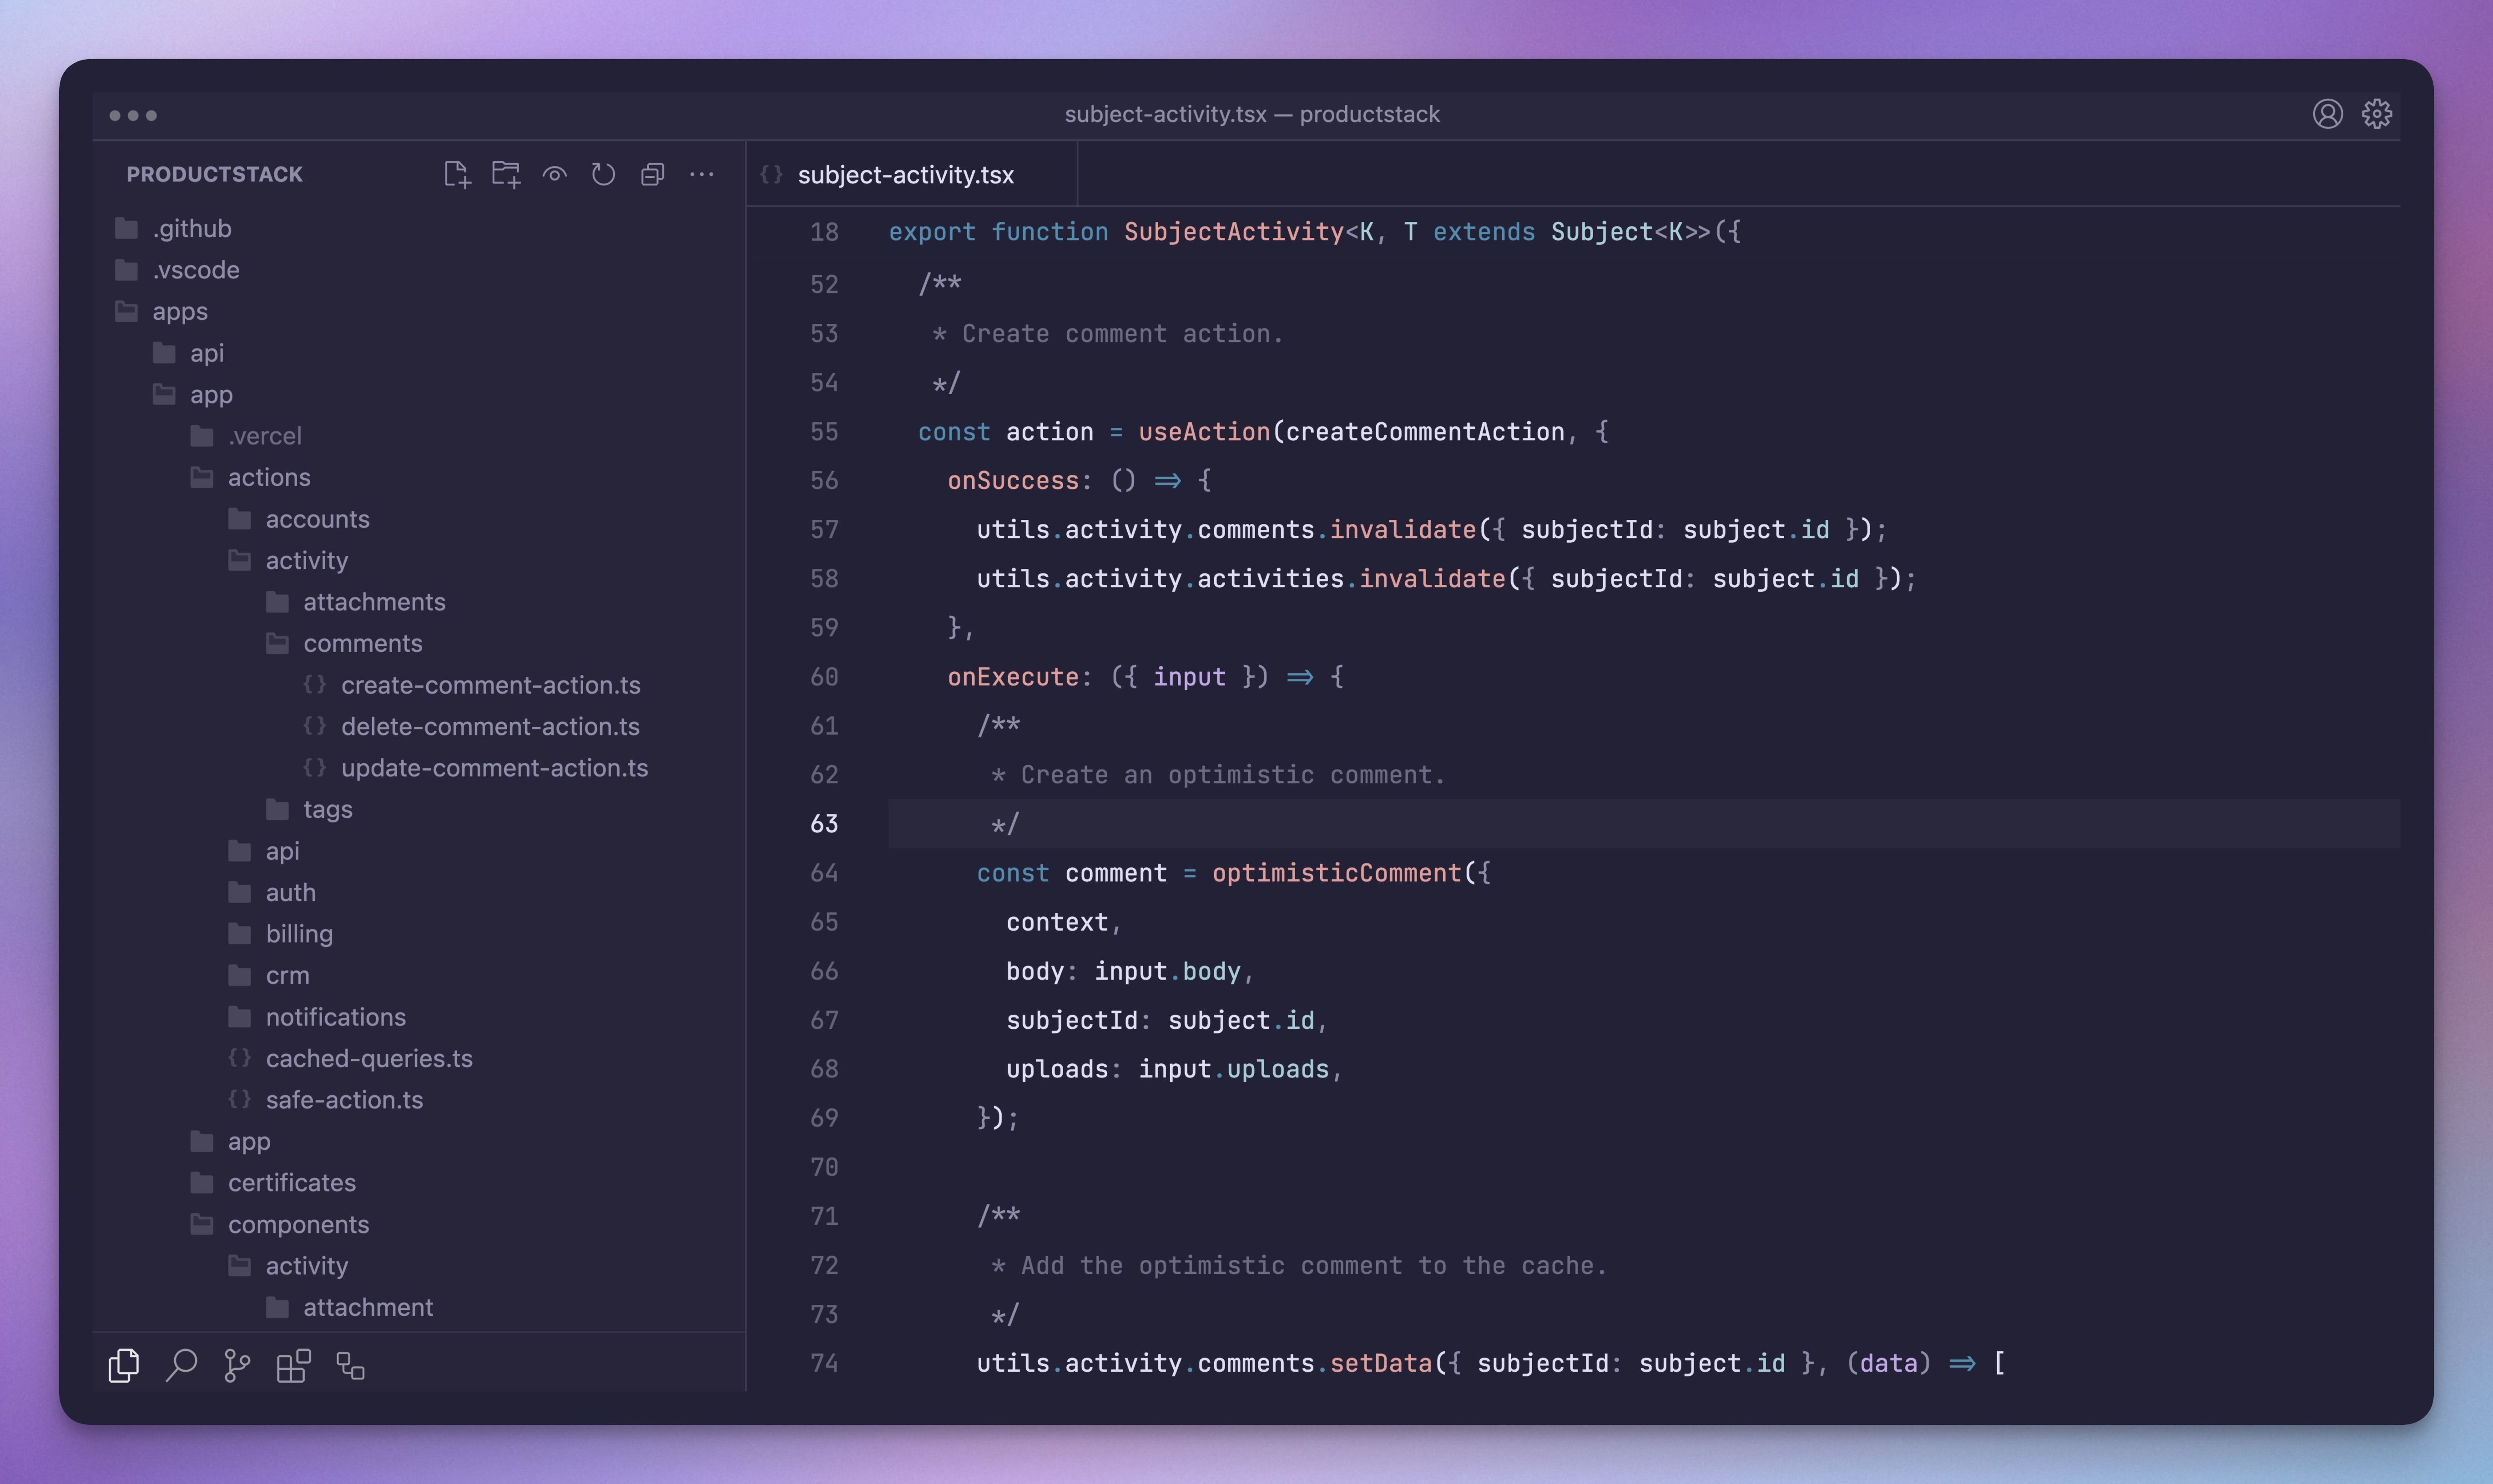 subject-activity.tsx — productstack
PRODUCTSTACK
.github
.vscode
apps
api
app
.vercel
actions
accounts
activity
attachments
comments
create-comment-action.ts
delete-comment-action.ts
update-comment-action.ts
tags
api
auth
billing
crm
notifications
cached-queries.ts
safe-action.ts
app
certificates
components
activity
attachment
{} subject-activity.tsx
18 export function SubjectActivity<K, T extends Subject<K>>({
52 /**
53 * Create comment action.
54 */
55 const action = useAction(createCommentAction, {
56 onSuccess: () => {
57 utils.activity.comments.invalidate({ subjectId: subject.id });
58 utils.activity.activities.invalidate({ subjectId: subject.id });
59 },
60 onExecute: ({ input }) => {
61 /**
62 * Create an optimistic comment.
63 */
64 const comment = optimisticComment({
65 context,
66 body: input.body,
67 subjectId: subject.id,
68 uploads: input.uploads,
69 });
70
71 /**
72 * Add the optimistic comment to the cache.
73 */
74 utils.activity.comments.setData({ subjectId: subject.id }, (data) => [